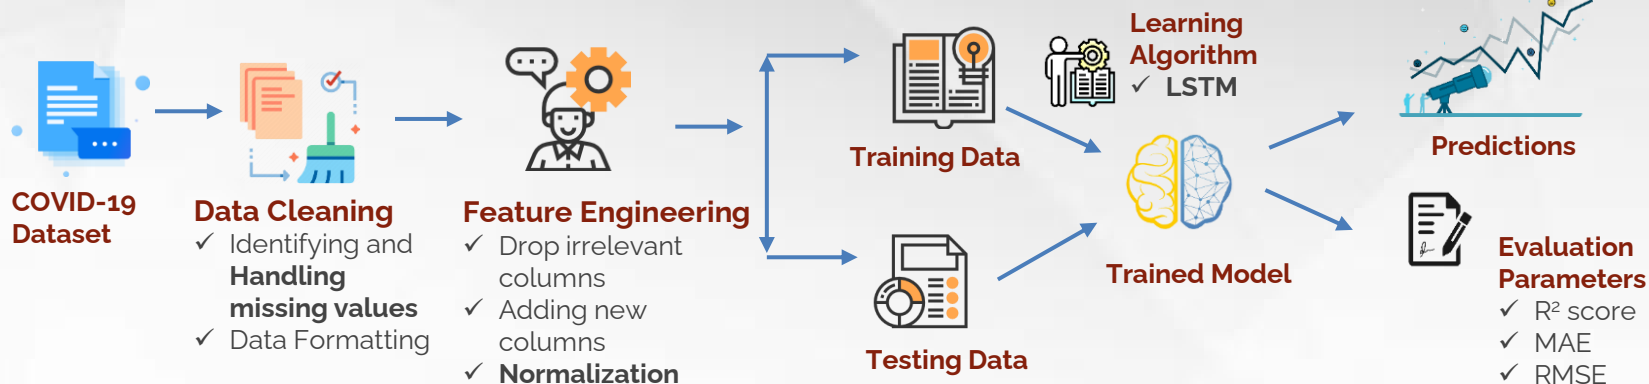 COVID-19
Dataset
Data Cleaning
✓ Identifying and
Handling
missing values
✓ Data Formatting
Feature Engineering
✓ Drop irrelevant
columns
✓ Adding new
columns
✓ Normalization
Training Data
Testing Data
Learning
Algorithm
✓ LSTM
Trained Model
Predictions
Evaluation
Parameters
✓ R² score
✓ MAE
✓ RMSE